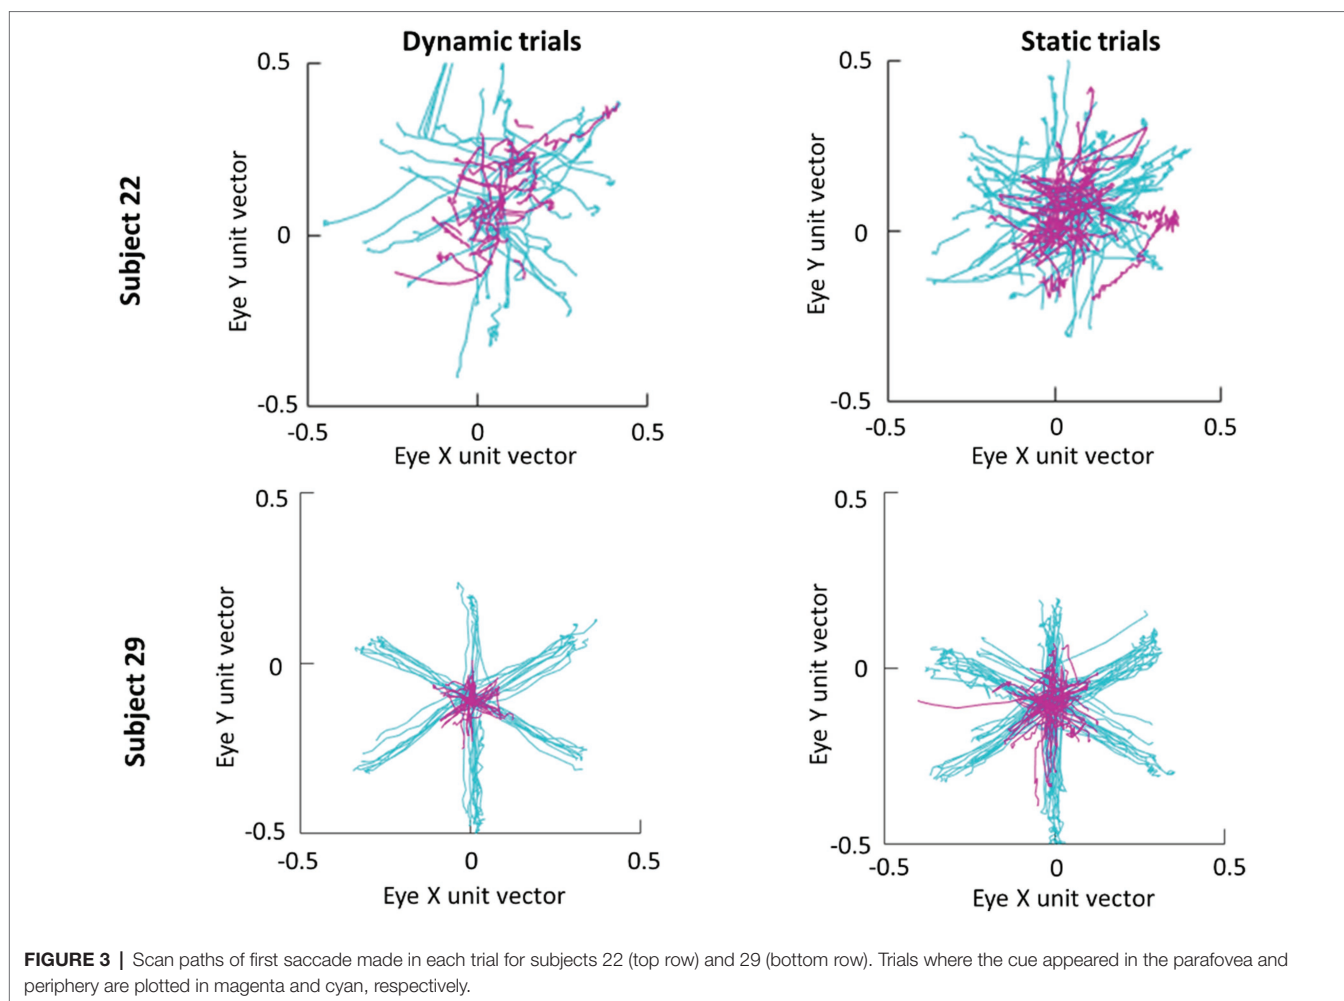 Dynamic trials
Static trials
Subject 22
0.5
0
-0.5
-0.5
0
0.5
Eye X unit vector
Eye Y unit vector
0.5
0
-0.5
-0.5
0
0.5
Eye X unit vector
Eye Y unit vector
Subject 29
0.5
0
-0.5
-0.5
0
0.5
Eye X unit vector
Eye Y unit vector
0.5
0
-0.5
-0.5
0
0.5
Eye X unit vector
Eye Y unit vector
FIGURE 3 | Scan paths of first saccade made in each trial for subjects 22 (top row) and 29 (bottom row). Trials where the cue appeared in the parafovea and
periphery are plotted in magenta and cyan, respectively.